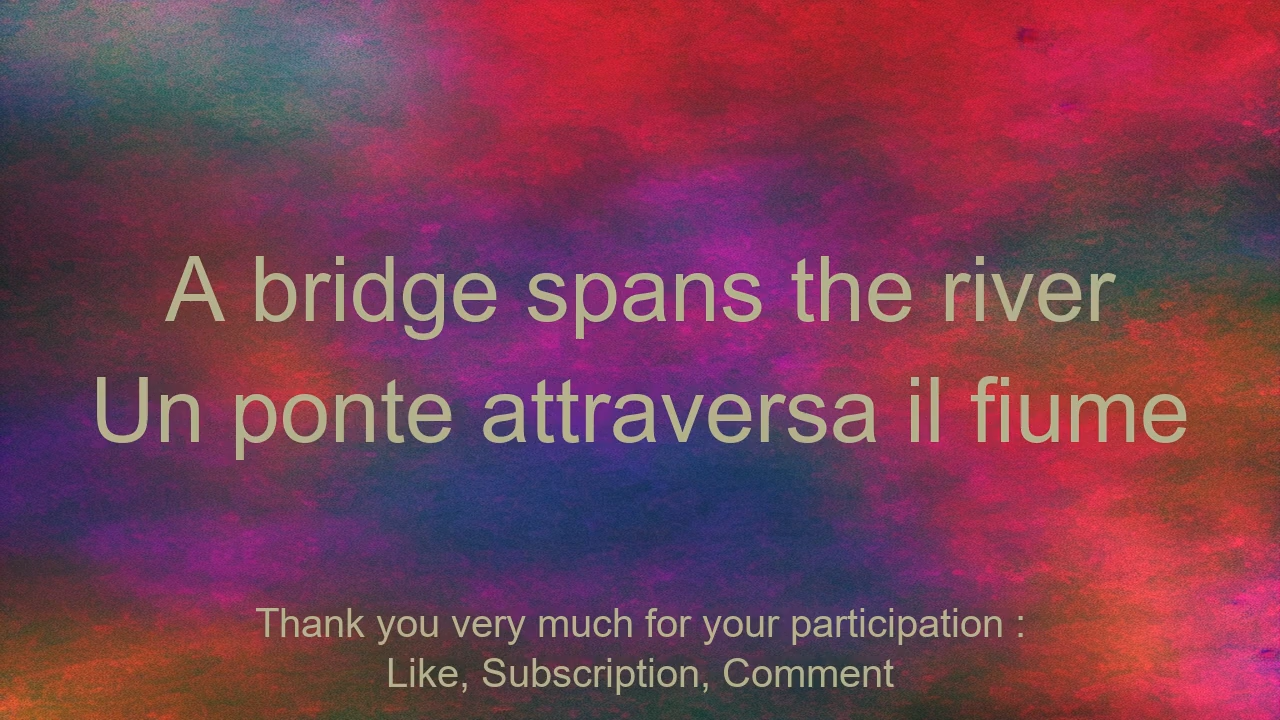 A bridge spans the river
Un ponte attraversa il fiume
Thank you very much for your participation :
Like, Subscription, Comment